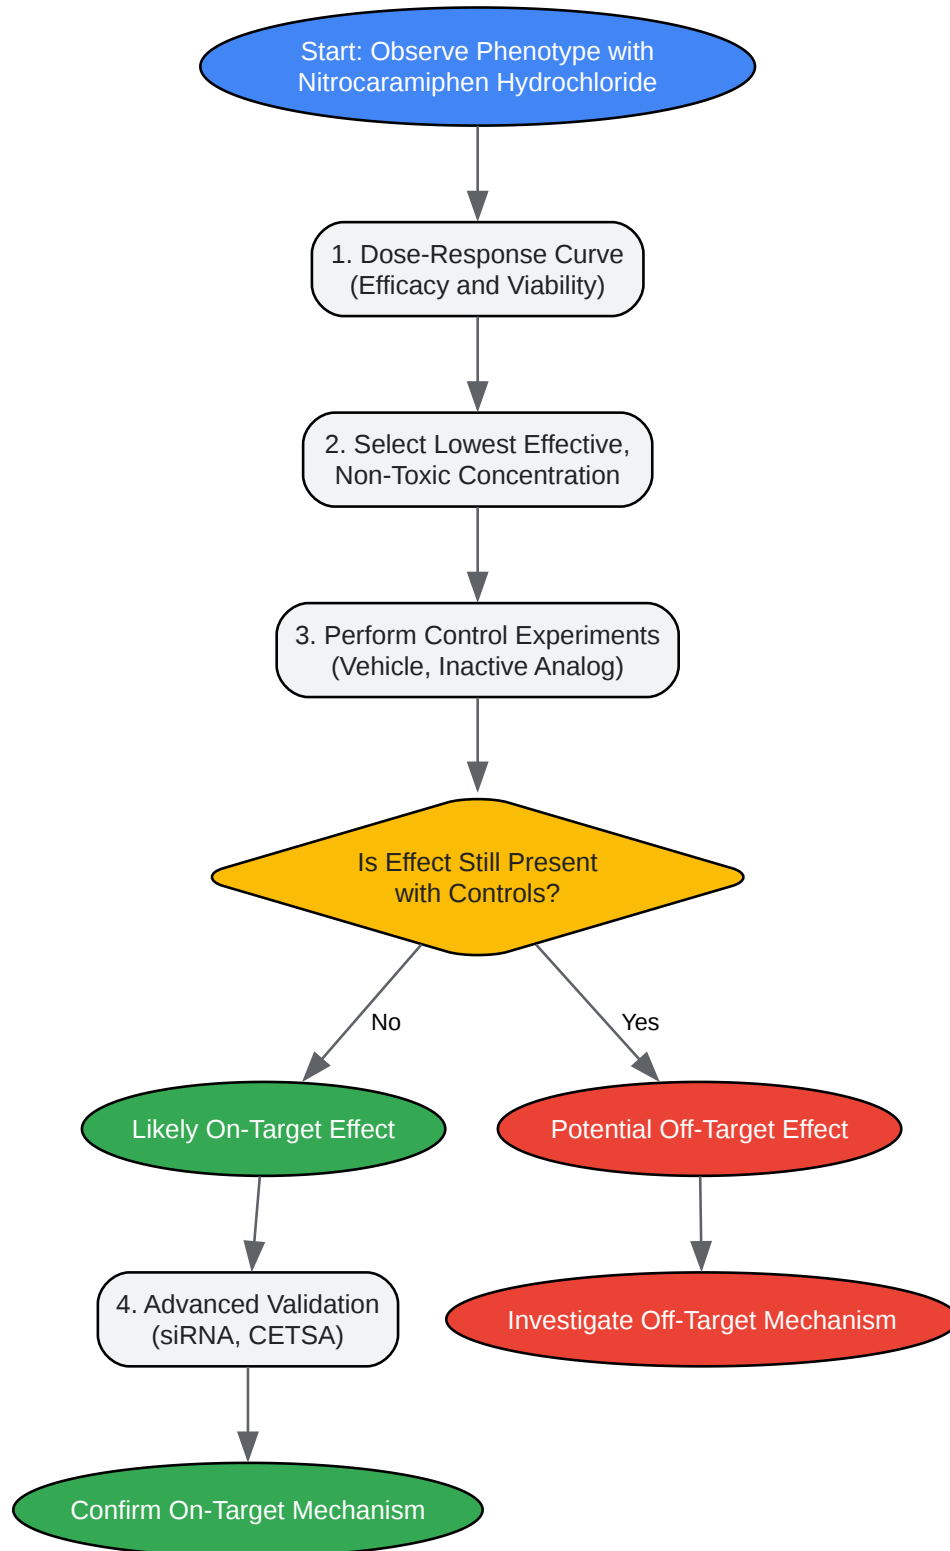 Start: Observe Phenotype with
Nitrocaramiphen Hydrochloride
1. Dose-Response Curve
(Efficacy and Viability)
2. Select Lowest Effective,
Non-Toxic Concentration
3. Perform Control Experiments
(Vehicle, Inactive Analog)
Is Effect Still Present
with Controls?
No
Yes
Likely On-Target Effect
Potential Off-Target Effect
4. Advanced Validation
(siRNA, CETSA)
Investigate Off-Target Mechanism
Confirm On-Target Mechanism